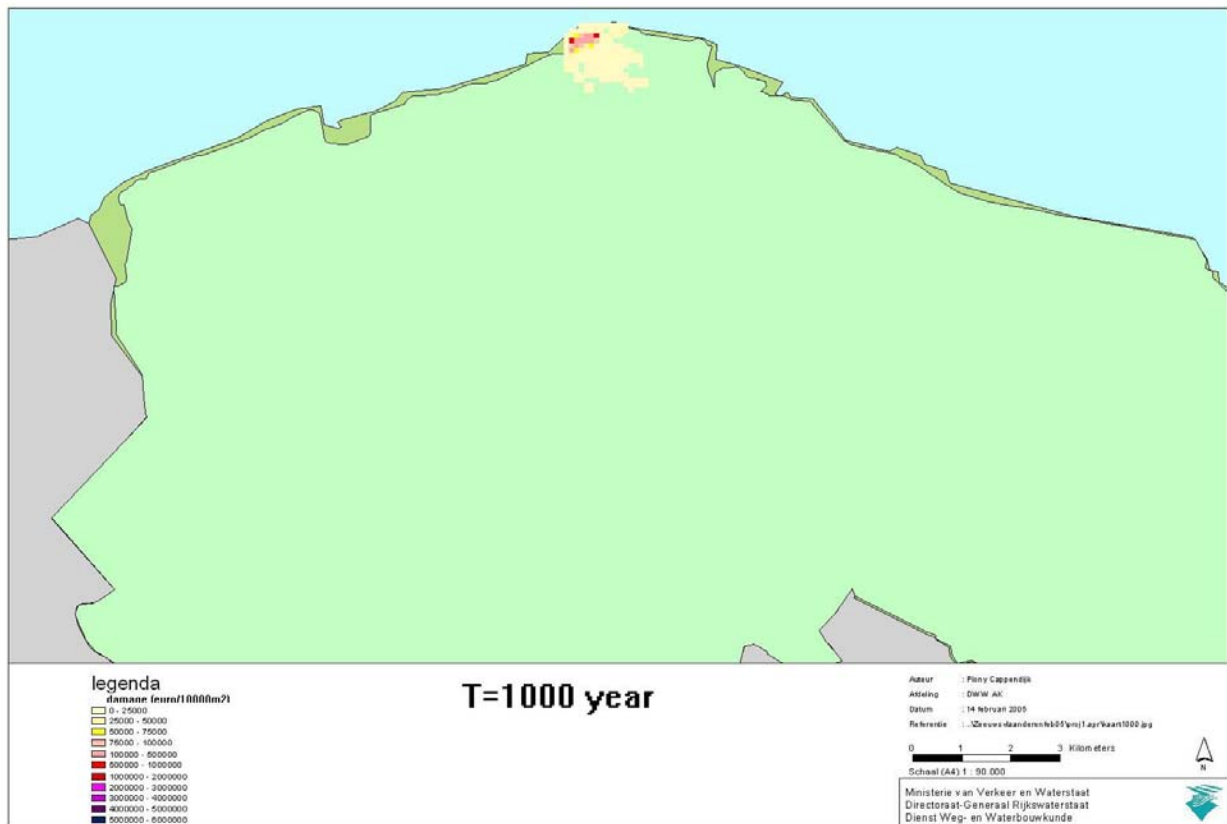 legenda
damage (euro/10000m2)
0 - 25000
25000 - 50000
50000 - 75000
75000 - 100000
100000 - 500000
500000 - 1000000
1000000 - 2000000
2000000 - 3000000
3000000 - 4000000
4000000 - 5000000
5000000 - 6000000
T=1000 year
Auteur : Plony Cappendijk
Afdeling : DWW AK
Datum : 14 februari 2005
Referentie
0 1 2 3 Kilometers
Schaal (A4) 1 : 90.000
N
Ministerie van Verkeer en Waterstaat
Directoraat-Generaal Rijkswaterstaat
Dienst Weg- en Waterbouwkunde